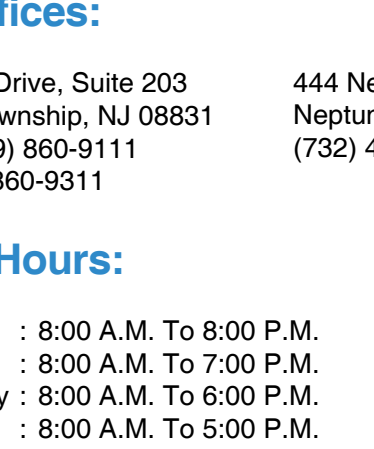 fices:
Drive, Suite 203
wnship, NJ 08831
9) 860-9111
860-9311
444 Ne
Neptun
(732) 4
Hours:
: 8:00 A.M. To 8:00 P.M.
: 8:00 A.M. To 7:00 P.M.
y : 8:00 A.M. To 6:00 P.M.
: 8:00 A.M. To 5:00 P.M.